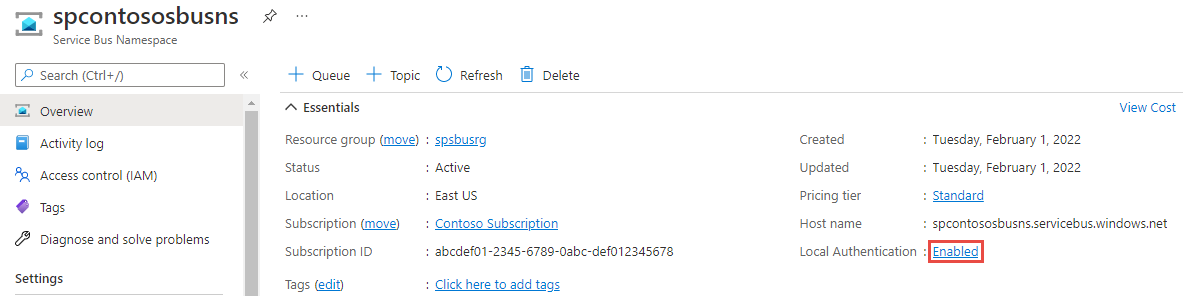 spcontososbusns
Service Bus Namespace
Search (Ctrl+/)
Overview
Activity log
Access control (IAM)
Tags
Diagnose and solve problems
Settings
Queue Topic Refresh Delete
Essentials View Cost
Resource group (move) : spsbusrg
Status : Active
Location : East US
Subscription (move) : Contoso Subscription
Subscription ID : abcdef01-2345-6789-0abc-def012345678
Tags (edit) : Click here to add tags
Created : Tuesday, February 1, 2022
Updated : Tuesday, February 1, 2022
Pricing tier : Standard
Host name : spcontososbusns.servicebus.windows.net
Local Authentication : Enabled